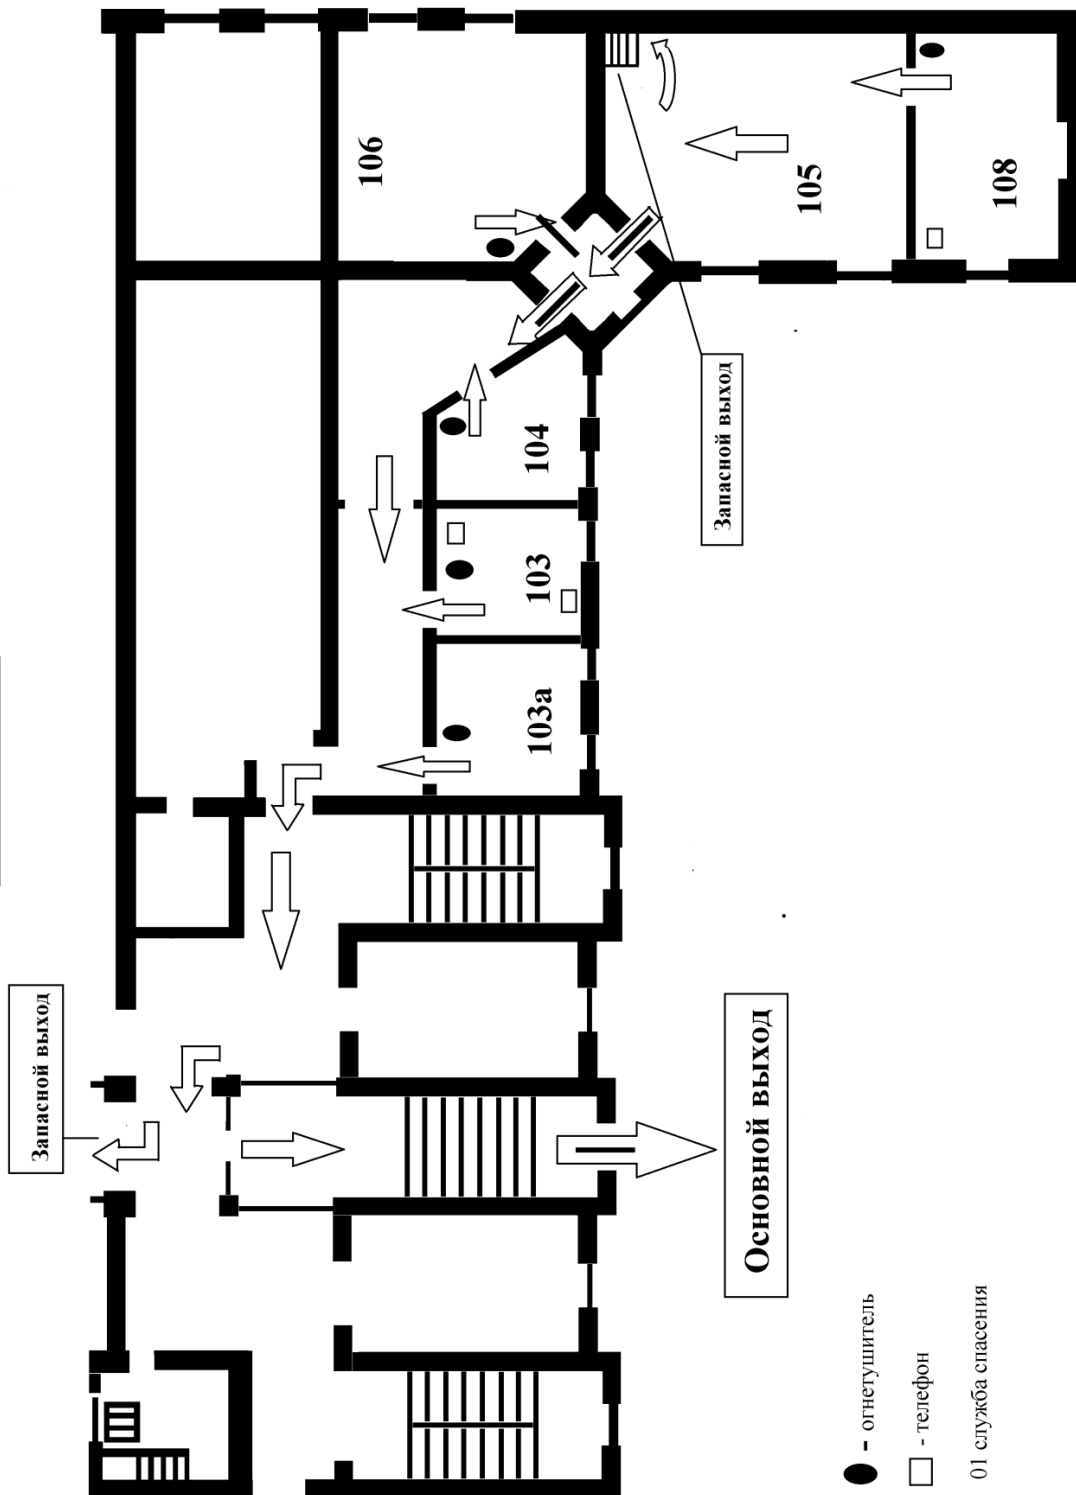 Запасной выход
Основной выход
● - огнетушитель
□ - телефон
01 служба спасения
103а
103
104
Запасной выход
106
105
108